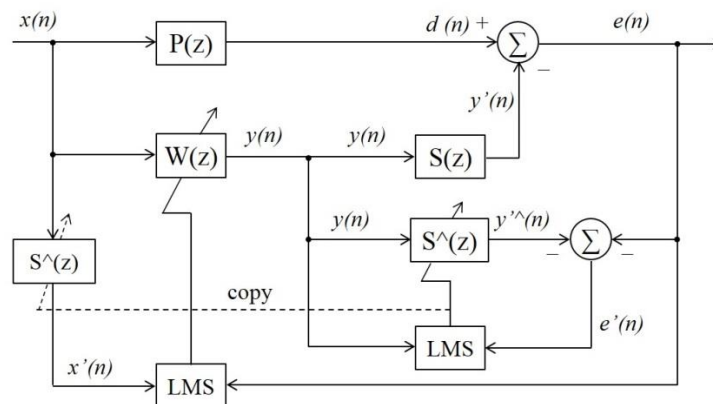 x(n)
P(z)
d (n) +
Σ
e(n)
−
y'(n)
W(z)
y(n)
y(n)
S(z)
y(n)
S^(z)
y'^(n)
Σ
−
−
S^(z)
copy
e'(n)
LMS
x'(n)
LMS